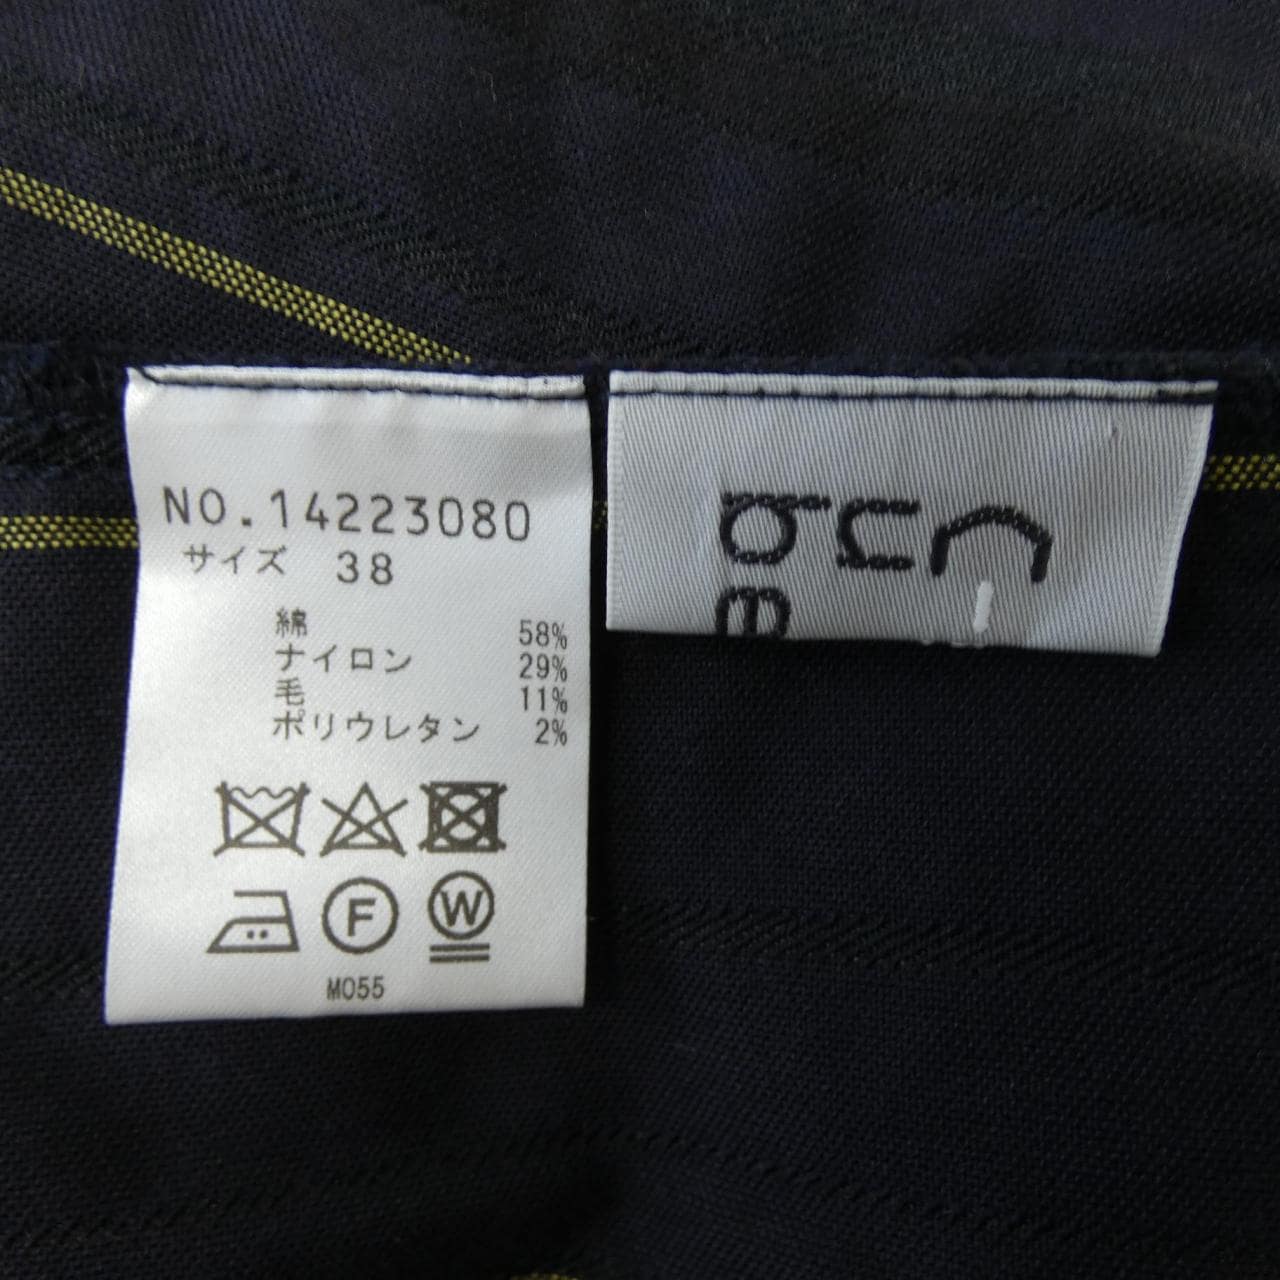 NO.14223080
サイズ 38
綿 58%
ナイロン 29%
毛 11%
ポリウレタン 2%
F
W
M055